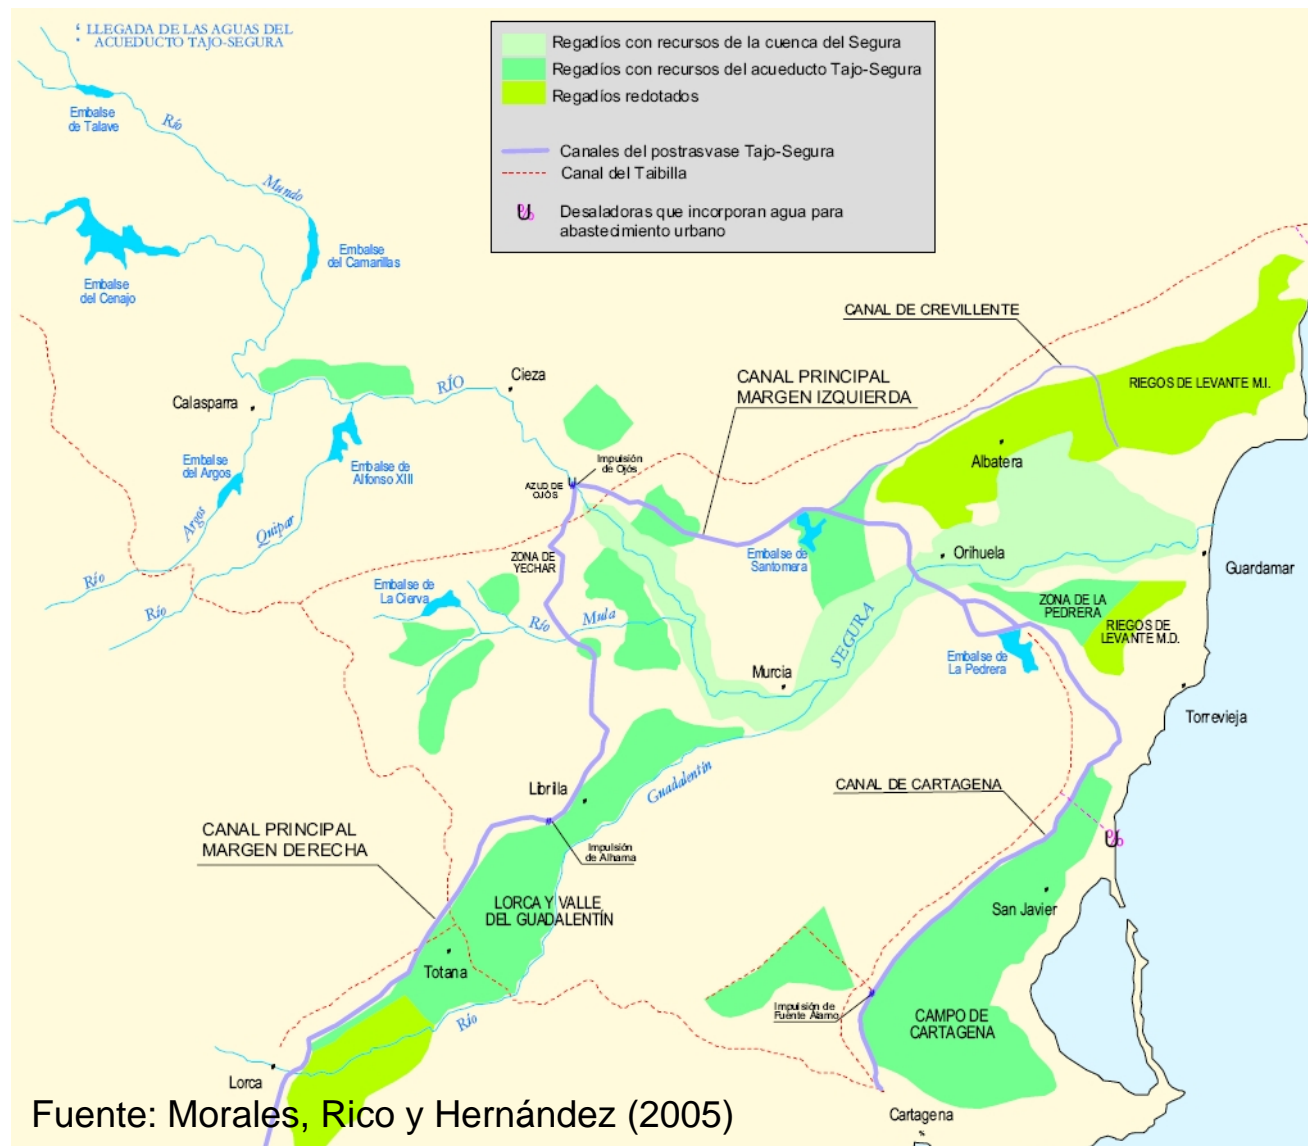 LLEGADA DE LAS AGUAS DEL
ACUEDUCTO TAJO-SEGURA
Regadíos con recursos de la cuenca del Segura
Regadíos con recursos del acueducto Tajo-Segura
Regadíos redotados
Canales del postrasvase Tajo-Segura
Canal del Taibilla
Desaladoras que incorporan agua para
abastecimiento urbano
Embalse
de Talave
Río
Mundo
Embalse
del Camarillas
Embalse
del Cenajo
CANAL DE CREVILLENTE
RÍO
Cieza
CANAL PRINCIPAL
MARGEN IZQUIERDA
RIEGOS DE LEVANTE M.I.
Calasparra
Albatera
Embalse
del Argos
Embalse de
Alfonso XIII
Impulsión
de Ojós
AZUD DE
OJÓS
Argos
Quipar
Río
Río
ZONA DE
YECHAR
Embalse de
Santomera
Orihuela
Guardamar
Embalse de
La Cierva
Río
Mula
SEGURA
ZONA DE LA
PEDRERA
RIEGOS DE
LEVANTE M.D.
Embalse de
La Pedrera
Murcia
Torrevieja
Librilla
Guadalentín
CANAL DE CARTAGENA
CANAL PRINCIPAL
MARGEN DERECHA
Impulsión
de Alhama
LORCA Y VALLE
DEL GUADALENTÍN
San Javier
Totana
Impulsión de
Fuente Álamo
CAMPO DE
CARTAGENA
Río
Lorca
Cartagena
Fuente: Morales, Rico y Hernández (2005)